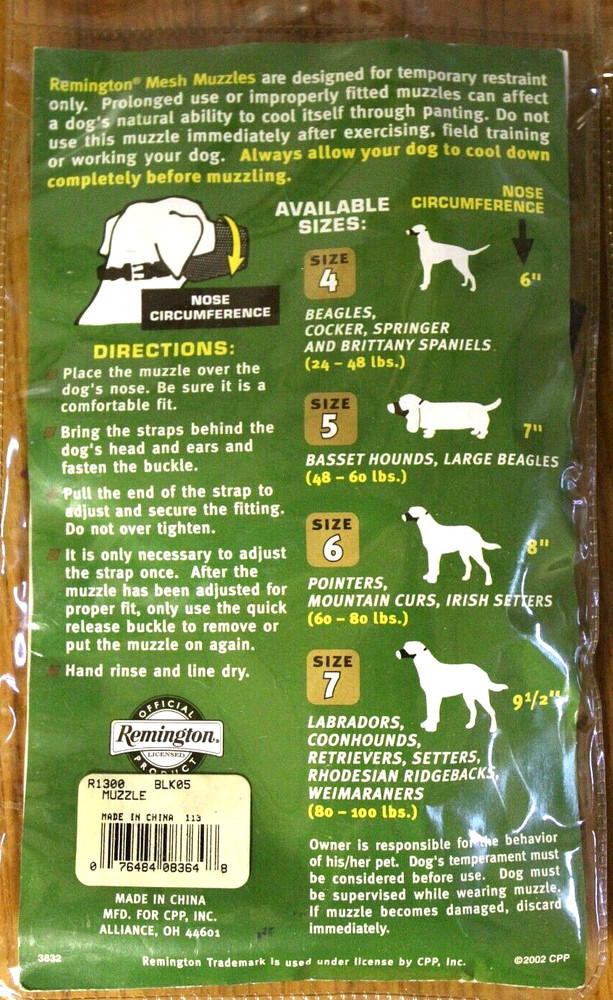 Remington® Mesh Muzzles are designed for temporary restraint
only. Prolonged use or improperly fitted muzzles can affect
a dog's natural ability to cool itself through panting. Do not
use this muzzle immediately after exercising, field training
or working your dog. Always allow your dog to cool down
completely before muzzling.
NOSE
CIRCUMFERENCE
DIRECTIONS:
Place the muzzle over the
dog's nose. Be sure it is a
comfortable fit.
Bring the straps behind the
dog's head and ears and
fasten the buckle.
Pull the end of the strap to
adjust and secure the fitting.
Do not over tighten.
It is only necessary to adjust
the strap once. After the
muzzle has been adjusted for
proper fit, only use the quick
release buckle to remove or
put the muzzle on again.
Hand rinse and line dry.
OFFICIAL
Remington®
LICENSED
PRODUCT
R1300 BLK05
MUZZLE
MADE IN CHINA 113
0 76484 08364 8
MADE IN CHINA
MFD. FOR CPP, INC.
ALLIANCE, OH 44601
AVAILABLE
SIZES:
NOSE
CIRCUMFERENCE
SIZE
4
6"
BEAGLES,
COCKER, SPRINGER
AND BRITTANY SPANIELS
(24 – 48 lbs.)
SIZE
5
7"
BASSET HOUNDS, LARGE BEAGLES
(48 – 60 lbs.)
SIZE
6
8"
POINTERS,
MOUNTAIN CURS, IRISH SETTERS
(60 – 80 lbs.)
SIZE
7
9 1/2"
LABRADORS,
COONHOUNDS,
RETRIEVERS, SETTERS,
RHODESIAN RIDGEBACKS,
WEIMARANERS
(80 – 100 lbs.)
Owner is responsible for the behavior
of his/her pet. Dog's temperament must
be considered before use. Dog must
be supervised while wearing muzzle.
If muzzle becomes damaged, discard
immediately.
3832
Remington Trademark is used under license by CPP, Inc.
©2002 CPP